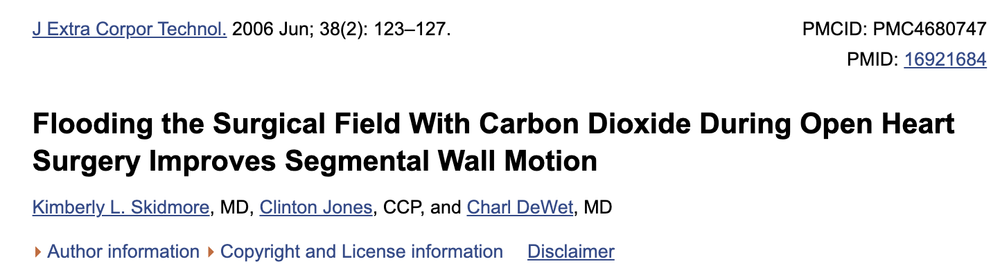 J Extra Corpor Technol. 2006 Jun; 38(2): 123–127.
PMCID: PMC4680747
PMID: 16921684
Flooding the Surgical Field With Carbon Dioxide During Open Heart
Surgery Improves Segmental Wall Motion
Kimberly L. Skidmore, MD, Clinton Jones, CCP, and Charl DeWet, MD
Author information Copyright and License information Disclaimer